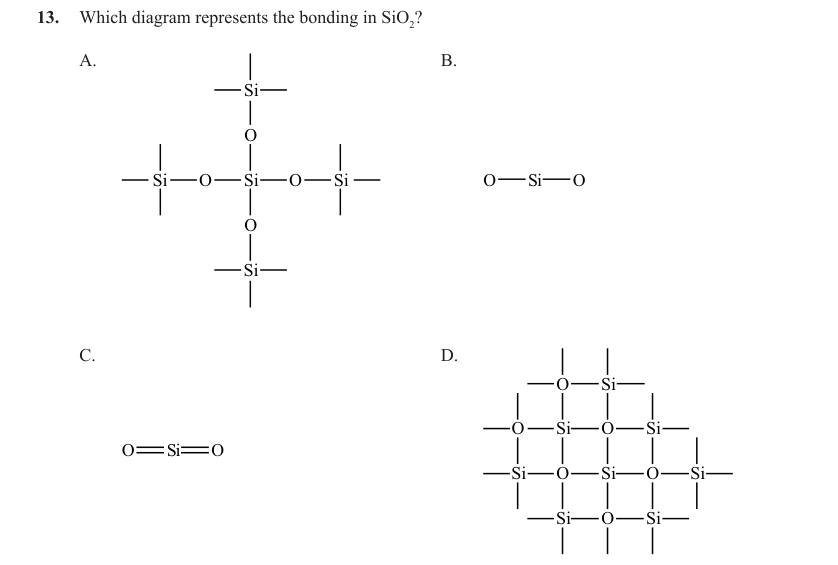 13. Which diagram represents the bonding in SiO₂?
A.
B.
Si
O
Si O Si O Si
O
Si
O Si O
C.
D.
O Si O
O Si
O Si O Si
Si O Si O Si
Si O Si